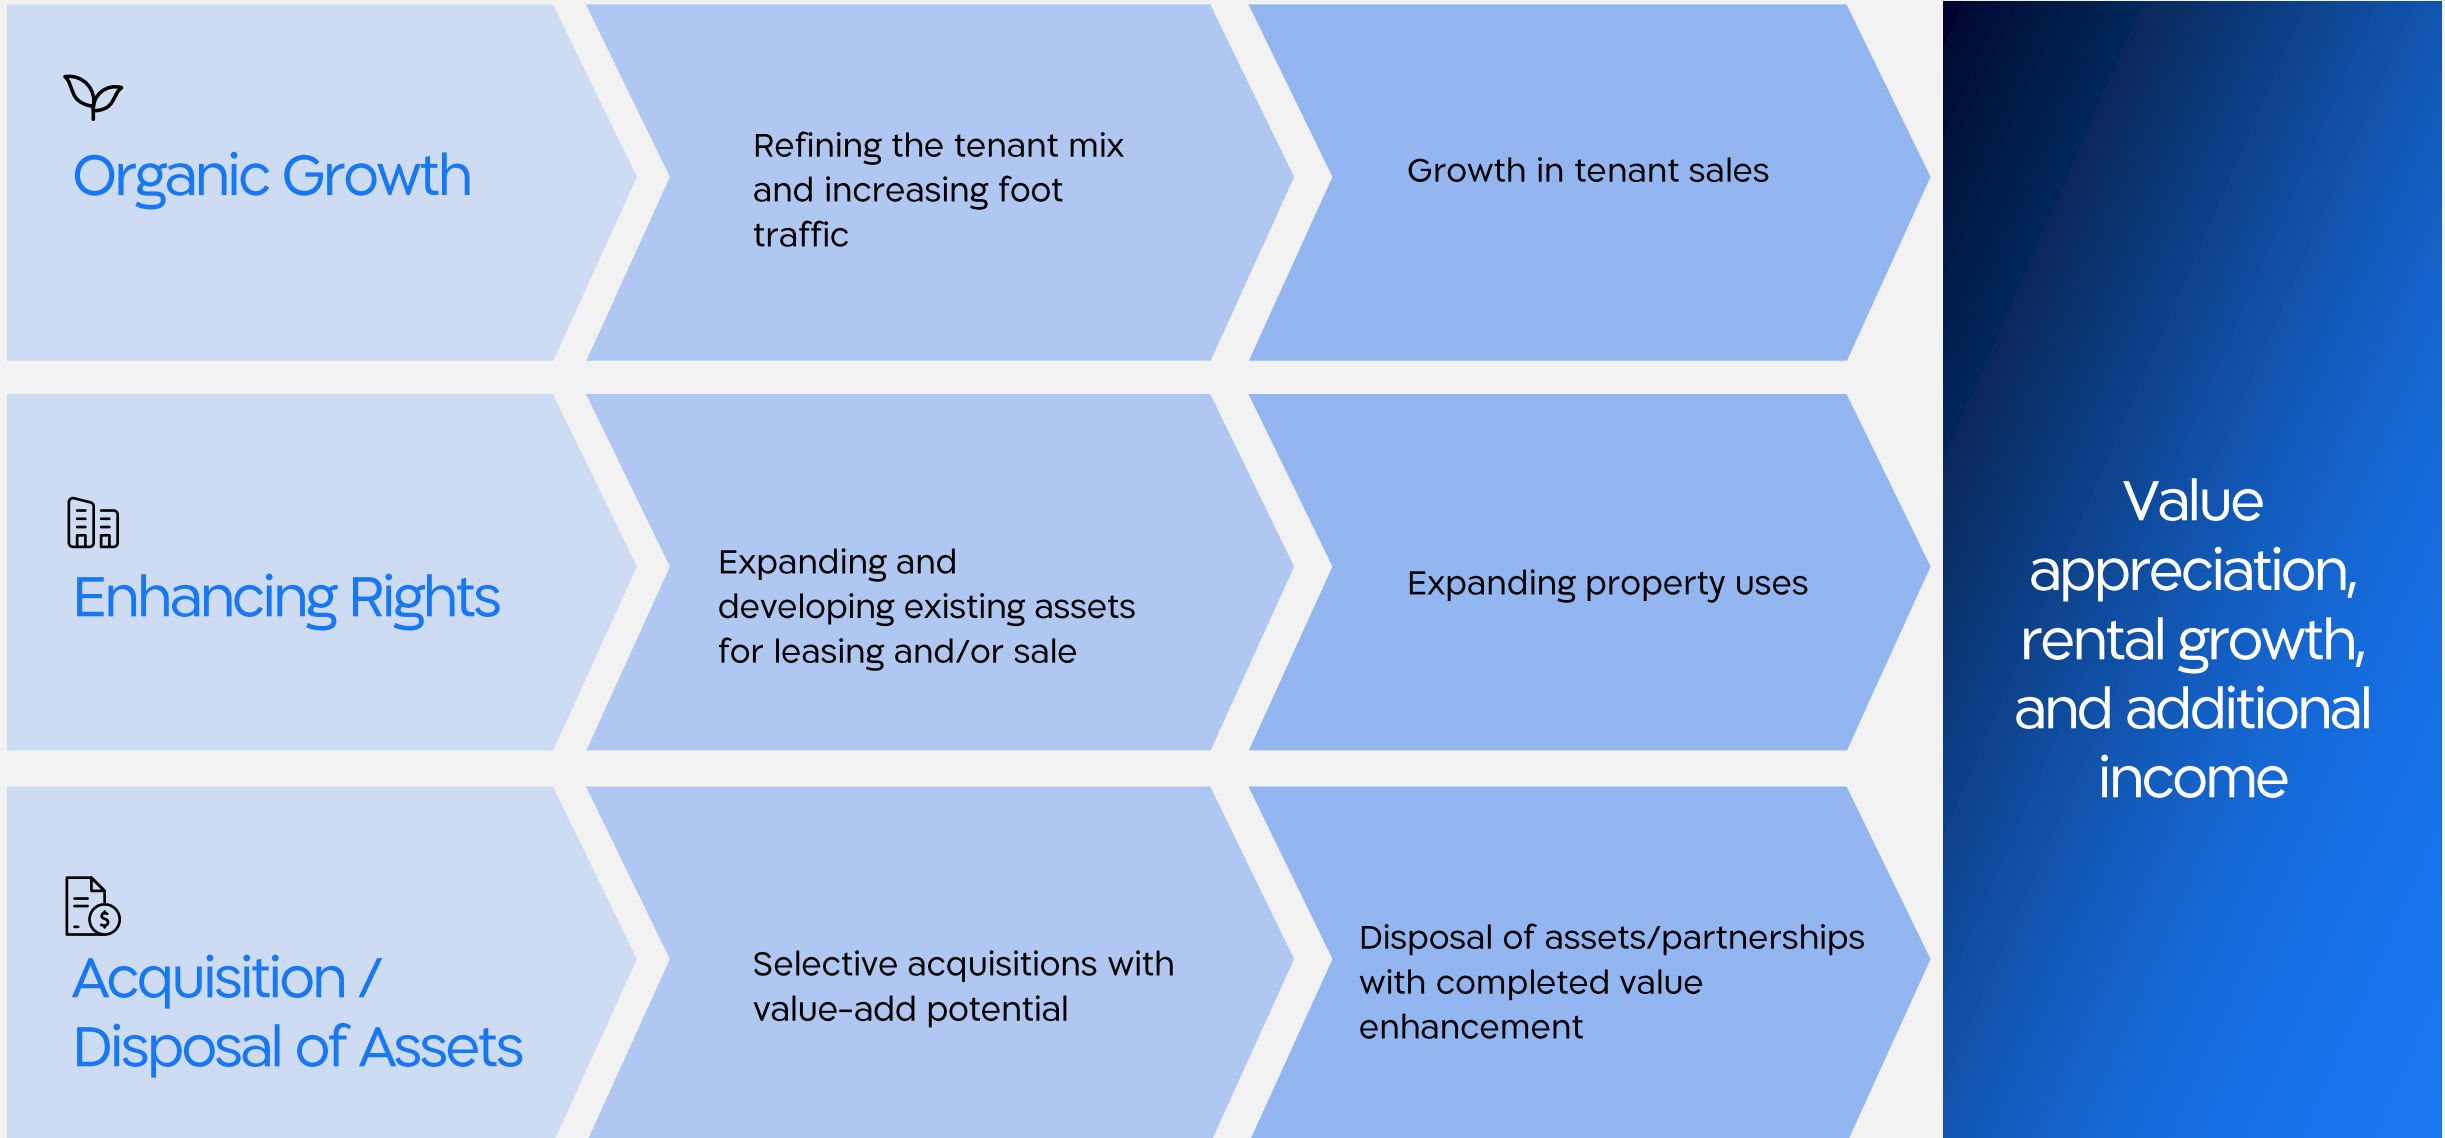 Organic Growth
Refining the tenant mix
and increasing foot
traffic
Growth in tenant sales
Enhancing Rights
Expanding and
developing existing assets
for leasing and/or sale
Expanding property uses
$
Acquisition /
Disposal of Assets
Selective acquisitions with
value-add potential
Disposal of assets/partnerships
with completed value
enhancement
Value
appreciation,
rental growth,
and additional
income